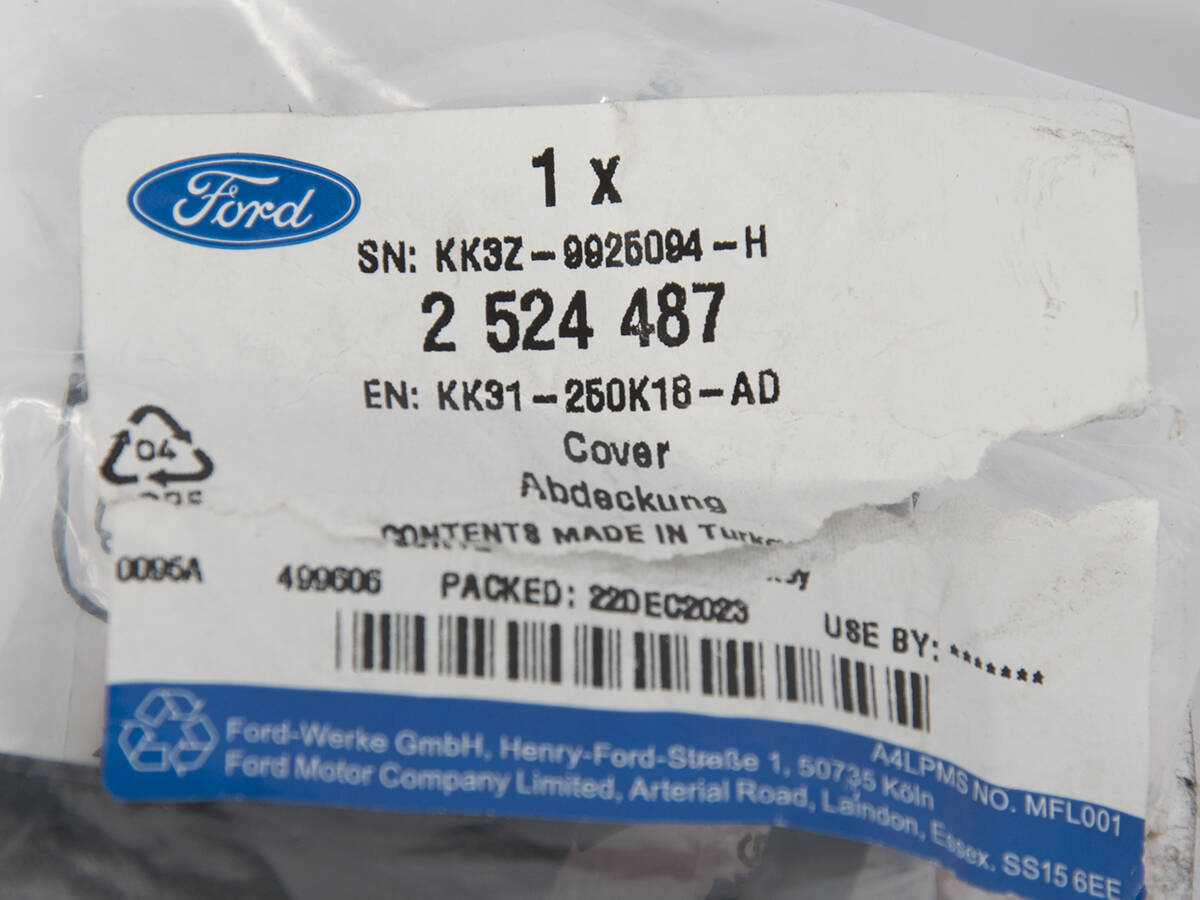 Ford
1 x
SN: KK3Z-9925094-H
2 524 487
EN: KK31-250K18-AD
04
Cover
Abdeckung
CONTENTS MADE IN
0095A 499606 PACKED: 22DEC2023 USE BY: *******
A4LPMS NO. MFL001
Ford-Werke GmbH, Henry-Ford-Straße 1, 50735 Köln
Ford Motor Company Limited, Arterial Road, Laindon, Essex. SS15 6EE